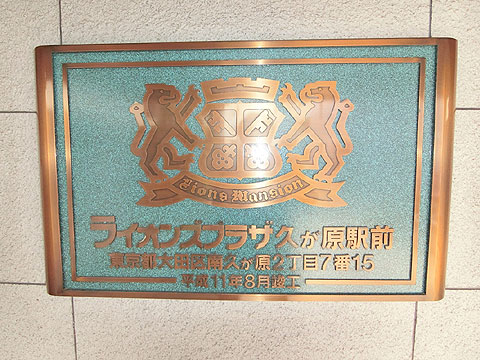 Lions Mansion
ライオンズプラザ久が原駅前
東京都大田区南久が原2丁目7番15
平成11年8月竣工